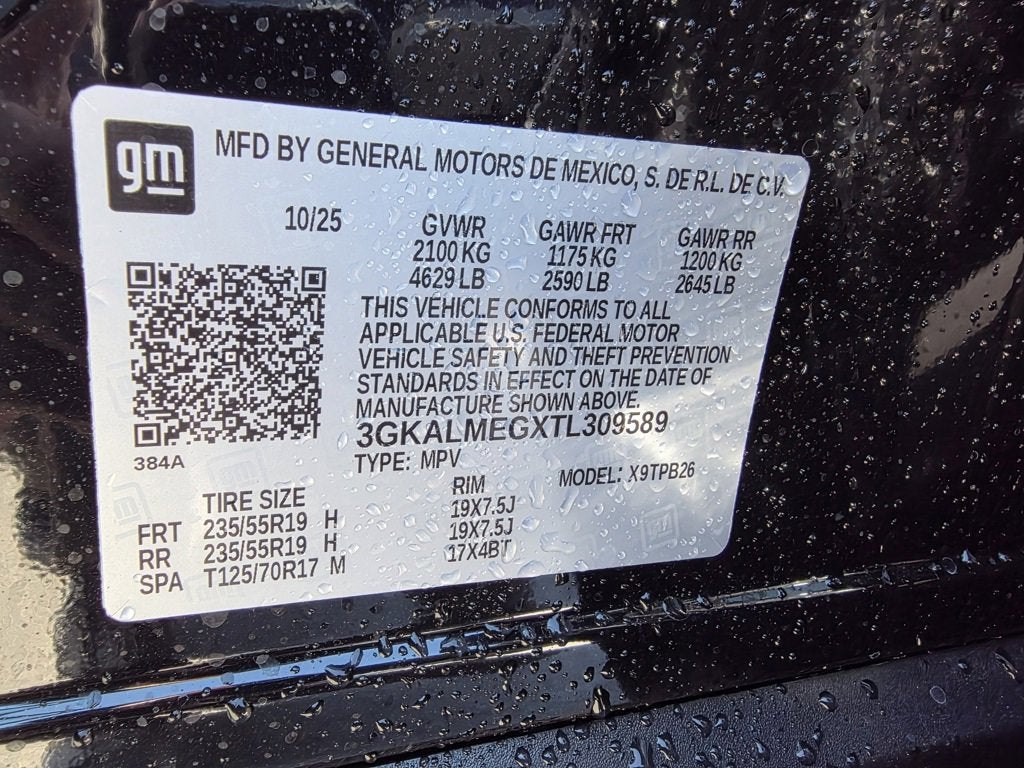 gm
MFD BY GENERAL MOTORS DE MEXICO, S. DE R.L. DE C.V.
10/25 GVWR GAWR FRT GAWR RR
2100 KG 1175 KG 1200 KG
4629 LB 2590 LB 2645 LB
THIS VEHICLE CONFORMS TO ALL
APPLICABLE U.S. FEDERAL MOTOR
VEHICLE SAFETY AND THEFT PREVENTION
STANDARDS IN EFFECT ON THE DATE OF
MANUFACTURE SHOWN ABOVE.
3GKALMEGXTL309589
384A
TYPE: MPV MODEL: X9TPB26
TIRE SIZE RIM
FRT 235/55R19 H 19X7.5J
RR 235/55R19 H 19X7.5J
SPA T125/70R17 M 17X4BT